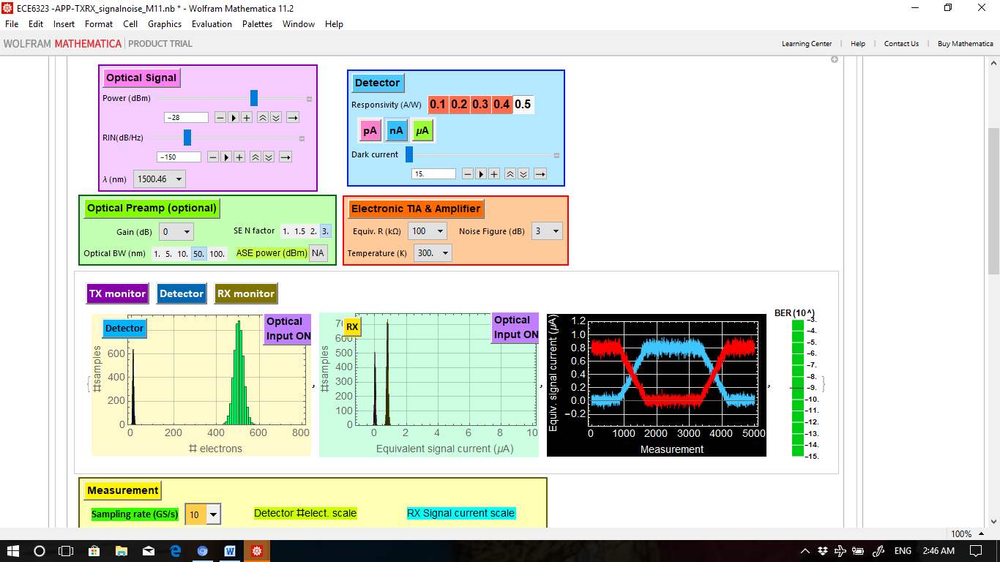 ECE6323 -APP-TXRX_signalnoise_M11.nb * - Wolfram Mathematica 11.2
File Edit Insert Format Cell Graphics Evaluation Palettes Window Help
WOLFRAM MATHEMATICA | PRODUCT TRIAL
Learning Center | Help | Contact Us | Buy Mathematica
Optical Signal
Power (dBm)
-28
RIN(dB/Hz)
-150
λ (nm) 1500.46
Detector
Responsivity (A/W) 0.1 0.2 0.3 0.4 0.5
pA nA μA
Dark current
15.
Optical Preamp (optional)
Gain (dB) 0 SE N factor 1. 1.5 2. 3.
Optical BW (nm) 1. 5. 10. 50. 100. ASE power (dBm) NA
Electronic TIA & Amplifier
Equiv. R (kΩ) 100 Noise Figure (dB) 3
Temperature (K) 300.
TX monitor Detector RX monitor
Detector
Optical
Input ON
#samples
600
400
200
0
0 200 400 600 800
# electrons
,
RX
Optical
Input ON
#samples
600
500
400
300
200
100
0
0 2 4 6 8 10
Equivalent signal current (μA)
,
Equiv. signal current (μA)
1.2
1.0
0.8
0.6
0.4
0.2
0.0
-0.2
0 1000 2000 3000 4000 5000
Measurement
,
BER (10^)
-3.
-4.
-5.
-6.
-7.
-8.
-9.
-10.
-11.
-12.
-13.
-14.
-15.
Measurement
Sampling rate (GS/s) 10 Detector #elect. scale RX Signal current scale
100%
ENG 2:46 AM